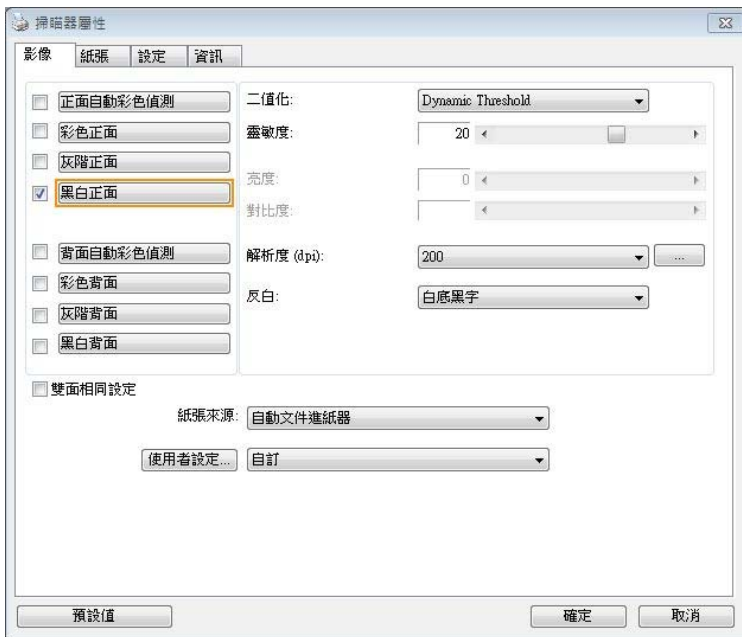 掃瞄器屬性
影像 紙張 設定 資訊
正面自動彩色偵測
彩色正面
灰階正面
黑白正面
背面自動彩色偵測
彩色背面
灰階背面
黑白背面
二值化: Dynamic Threshold
靈敏度: 20
亮度: 0
對比度:
解析度 (dpi): 200 ...
反白: 白底黑字
雙面相同設定
紙張來源: 自動文件進紙器
使用者設定... 自訂
預設值 確定 取消